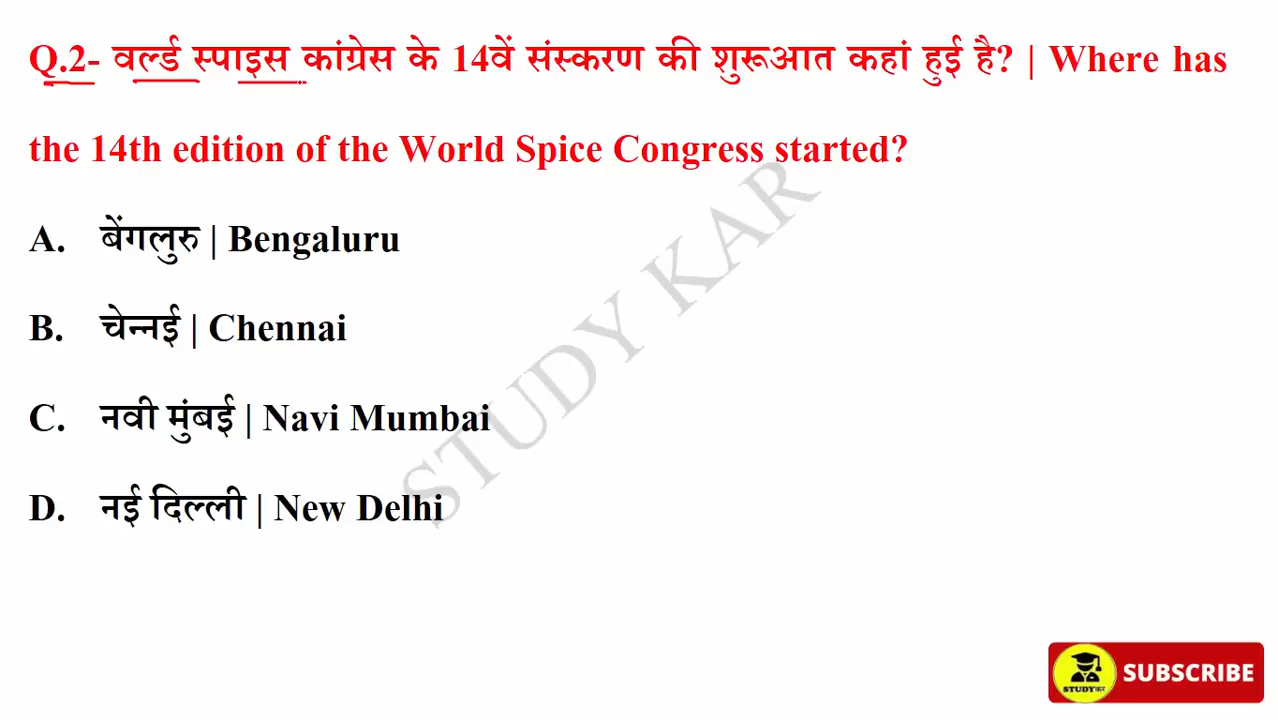 Q.2- वर्ल्ड स्पाइस कांग्रेस के 14वें संस्करण की शुरूआत कहां हुई है? | Where has
the 14th edition of the World Spice Congress started?
A. बेंगलुरु | Bengaluru
B. चेन्नई | Chennai
C. नवी मुंबई | Navi Mumbai
D. नई दिल्ली | New Delhi
STUDY KAR
STUDYकर
SUBSCRIBE